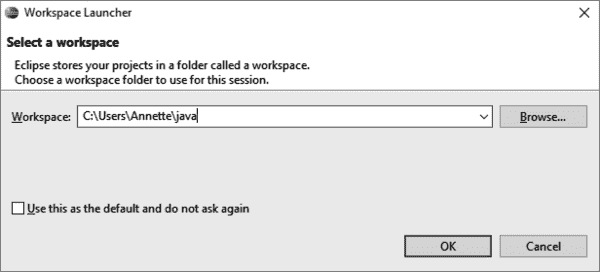 Workspace Launcher
Select a workspace
Eclipse stores your projects in a folder called a workspace.
Choose a workspace folder to use for this session.
Workspace: C:\Users\Annette\java Browse...
Use this as the default and do not ask again
OK Cancel